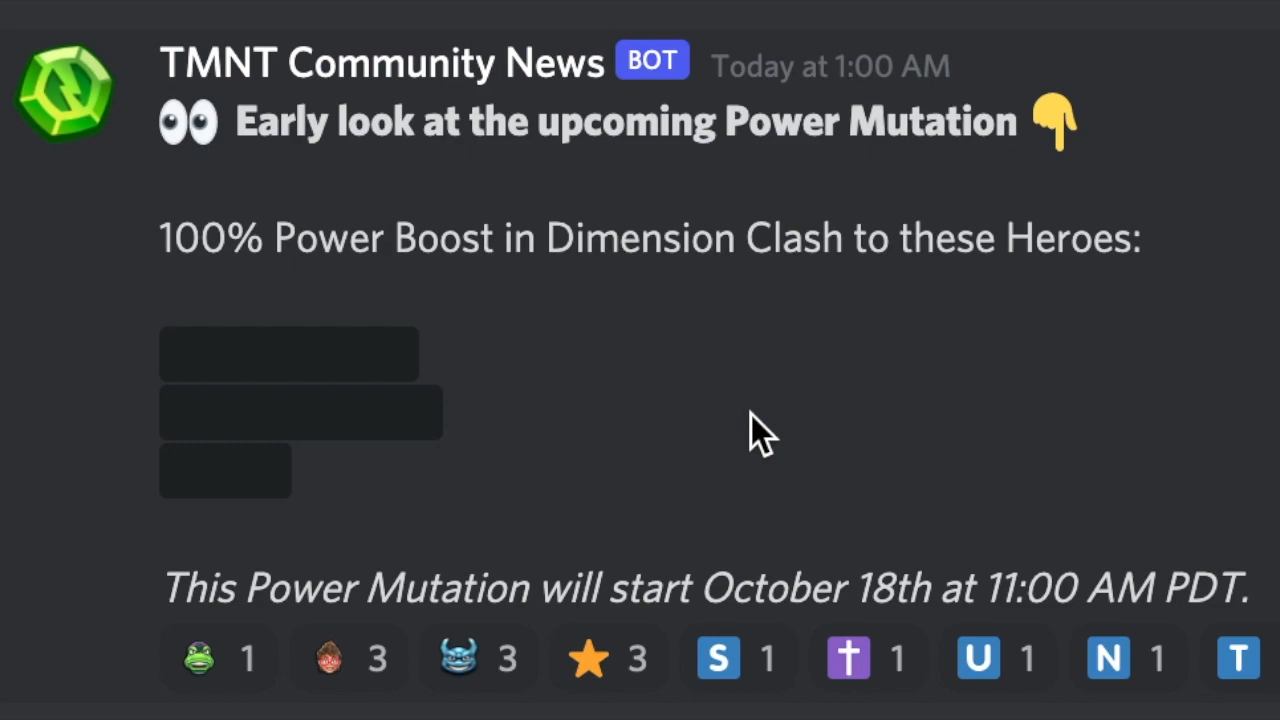 TMNT Community News BOT Today at 1:00 AM
👀 Early look at the upcoming Power Mutation 👇
100% Power Boost in Dimension Clash to these Heroes:
This Power Mutation will start October 18th at 11:00 AM PDT.
1 3 3 3 S 1 1 U 1 N 1 T